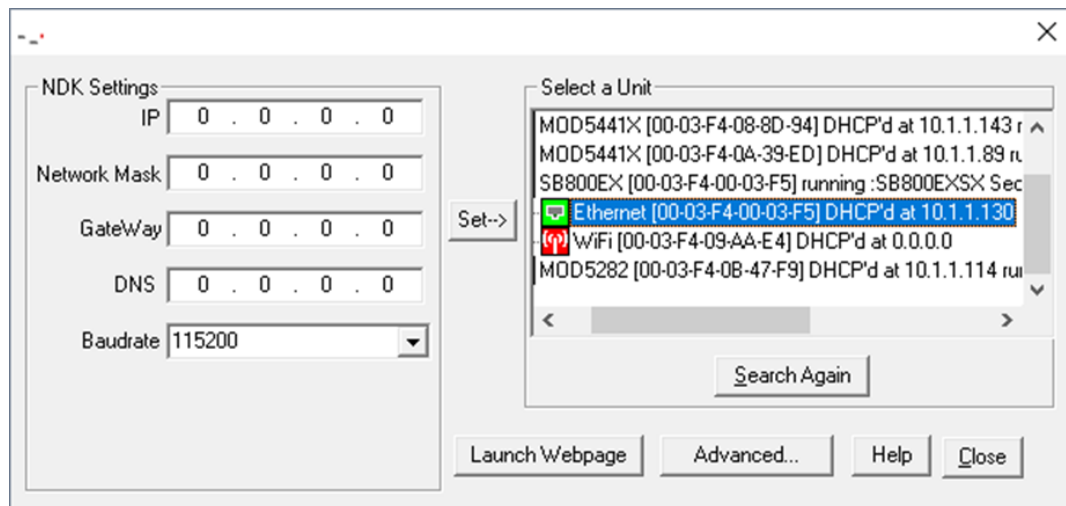 NDK Settings
IP 0 . 0 . 0 . 0
Network Mask 0 . 0 . 0 . 0
GateWay 0 . 0 . 0 . 0
DNS 0 . 0 . 0 . 0
Baudrate 115200
Set-->
Select a Unit
MOD5441X [00-03-F4-08-8D-94] DHCP'd at 10.1.1.143 r
MOD5441X [00-03-F4-0A-39-ED] DHCP'd at 10.1.1.89 ru
SB800EX [00-03-F4-00-03-F5] running :SB800EXSX Sec
Ethernet [00-03-F4-00-03-F5] DHCP'd at 10.1.1.130
WiFi [00-03-F4-09-AA-E4] DHCP'd at 0.0.0.0
MOD5282 [00-03-F4-0B-47-F9] DHCP'd at 10.1.1.114 rui
Search Again
Launch Webpage
Advanced...
Help
Close